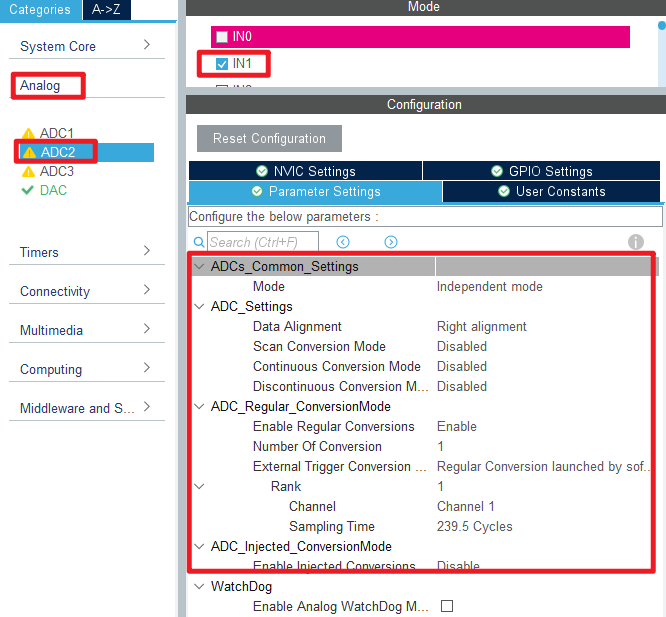 Categories A->Z
System Core
Analog
ADC1
ADC2
ADC3
DAC
Timers
Connectivity
Multimedia
Computing
Middleware and S...
Mode
IN0
IN1
Configuration
Reset Configuration
NVIC Settings GPIO Settings
Parameter Settings User Constants
Configure the below parameters :
Search (Ctrl+F)
ADCs_Common_Settings
Mode Independent mode
ADC_Settings
Data Alignment Right alignment
Scan Conversion Mode Disabled
Continuous Conversion Mode Disabled
Discontinuous Conversion M... Disabled
ADC_Regular_ConversionMode
Enable Regular Conversions Enable
Number Of Conversion 1
External Trigger Conversion ... Regular Conversion launched by sof...
Rank 1
Channel Channel 1
Sampling Time 239.5 Cycles
ADC_Injected_ConversionMode
Enable Injected Conversions Disable
WatchDog
Enable Analog WatchDog M...